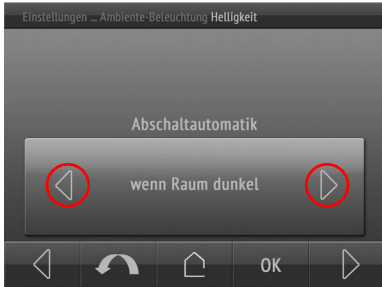 Einstellungen ... Ambiente-Beleuchtung Helligkeit
Abschaltautomatik
wenn Raum dunkel
OK